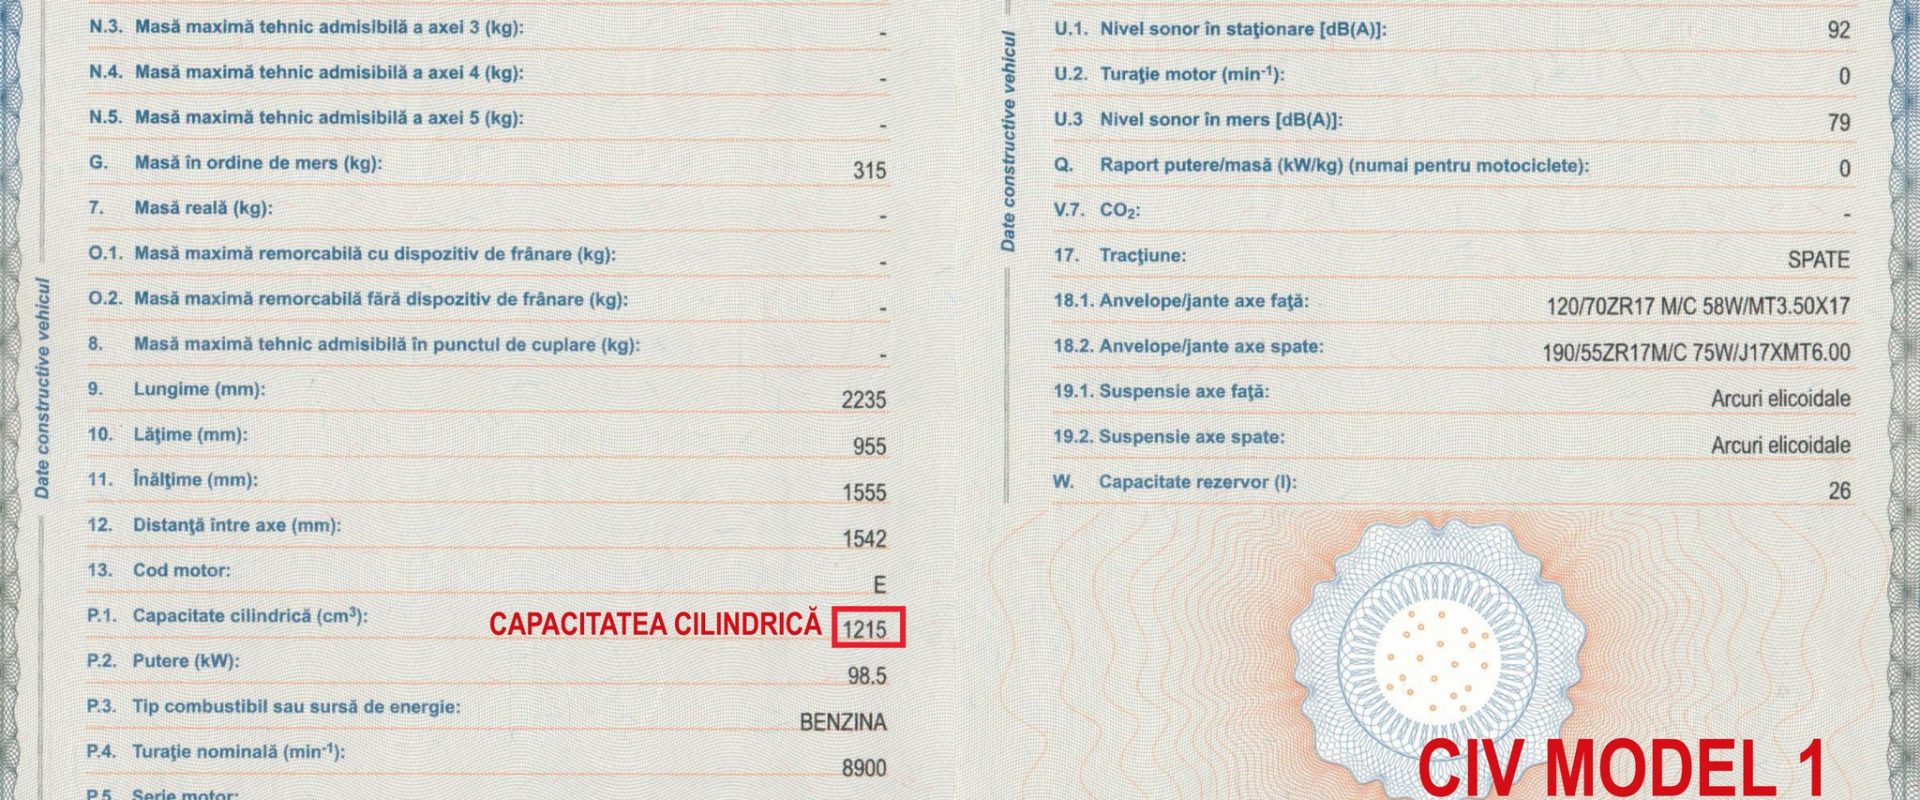 Date constructive vehicul
N.3. Masă maximă tehnic admisibilă a axei 3 (kg): -
N.4. Masă maximă tehnic admisibilă a axei 4 (kg): -
N.5. Masă maximă tehnic admisibilă a axei 5 (kg): -
G. Masă în ordine de mers (kg): 315
7. Masă reală (kg): -
O.1. Masă maximă remorcabilă cu dispozitiv de frânare (kg): -
O.2. Masă maximă remorcabilă fără dispozitiv de frânare (kg): -
8. Masă maximă tehnic admisibilă în punctul de cuplare (kg): -
9. Lungime (mm): 2235
10. Lăţime (mm): 955
11. Înălţime (mm): 1555
12. Distanţă între axe (mm): 1542
13. Cod motor: E
P.1. Capacitate cilindrică (cm³): CAPACITATEA CILINDRICĂ 1215
P.2. Putere (kW): 98.5
P.3. Tip combustibil sau sursă de energie: BENZINA
P.4. Turaţie nominală (min⁻¹): 8900
P.5. Serie motor:
Date constructive vehicul
U.1. Nivel sonor în staţionare [dB(A)]: 92
U.2. Turaţie motor (min⁻¹): 0
U.3 Nivel sonor în mers [dB(A)]: 79
Q. Raport putere/masă (kW/kg) (numai pentru motociclete): 0
V.7. CO₂: -
17. Tracţiune: SPATE
18.1. Anvelope/jante axe faţă: 120/70ZR17 M/C 58W/MT3.50X17
18.2. Anvelope/jante axe spate: 190/55ZR17M/C 75W/J17XMT6.00
19.1. Suspensie axe faţă: Arcuri elicoidale
19.2. Suspensie axe spate: Arcuri elicoidale
W. Capacitate rezervor (l): 26
CIV MODEL 1